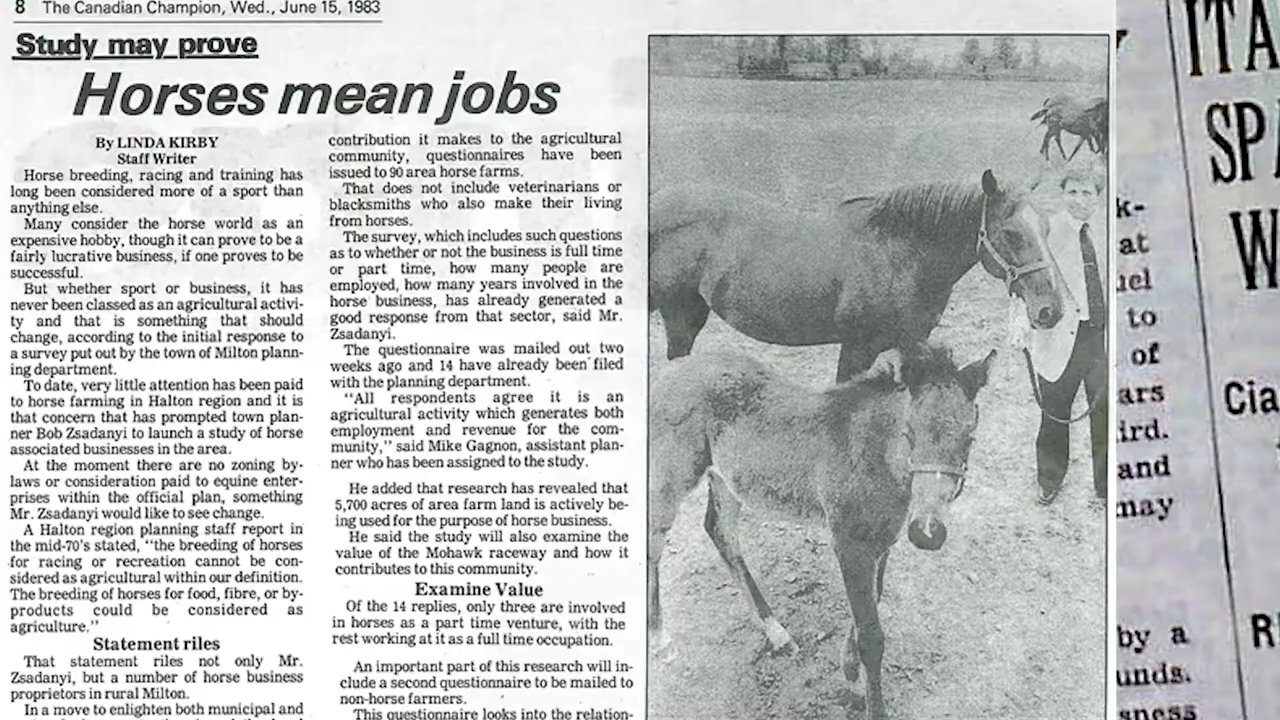 8 The Canadian Champion, Wed., June 15, 1983
Study may prove
Horses mean jobs
By LINDA KIRBY
Staff Writer
Horse breeding, racing and training has
long been considered more of a sport than
anything else.
Many consider the horse world as an
expensive hobby, though it can prove to be a
fairly lucrative business, if one proves to be
successful.
But whether sport or business, it has
never been classed as an agricultural activi-
ty and that is something that should
change, according to the initial response to
a survey put out by the town of Milton plann-
ing department.
To date, very little attention has been paid
to horse farming in Halton region and it is
that concern that has prompted town plan-
ner Bob Zsadanyi to launch a study of horse
associated businesses in the area.
At the moment there are no zoning by-
laws or consideration paid to equine enter-
prises within the official plan, something
Mr. Zsadanyi would like to see change.
A Halton region planning staff report in
the mid-70's stated, "the breeding of horses
for racing or recreation cannot be con-
sidered as agricultural within our definition.
The breeding of horses for food, fibre, or by-
products could be considered as
agriculture."
Statement riles
That statement riles not only Mr.
Zsadanyi, but a number of horse business
proprietors in rural Milton.
In a move to enlighten both municipal and
contribution it makes to the agricultural
community, questionnaires have been
issued to 90 area horse farms.
That does not include veterinarians or
blacksmiths who also make their living
from horses.
The survey, which includes such questions
as to whether or not the business is full time
or part time, how many people are
employed, how many years involved in the
horse business, has already generated a
good response from that sector, said Mr.
Zsadanyi.
The questionnaire was mailed out two
weeks ago and 14 have already been filed
with the planning department.
"All respondents agree it is an
agricultural activity which generates both
employment and revenue for the com-
munity," said Mike Gagnon, assistant plan-
ner who has been assigned to the study.
He added that research has revealed that
5,700 acres of area farm land is actively be-
ing used for the purpose of horse business.
He said the study will also examine the
value of the Mohawk raceway and how it
contributes to this community.
Examine Value
Of the 14 replies, only three are involved
in horses as a part time venture, with the
rest working at it as a full time occupation.
An important part of this research will in-
clude a second questionnaire to be mailed to
non-horse farmers.
This questionnaire looks into the relation-
at
to
of
and
may
by a
ITA
SPA
W
Cia
R